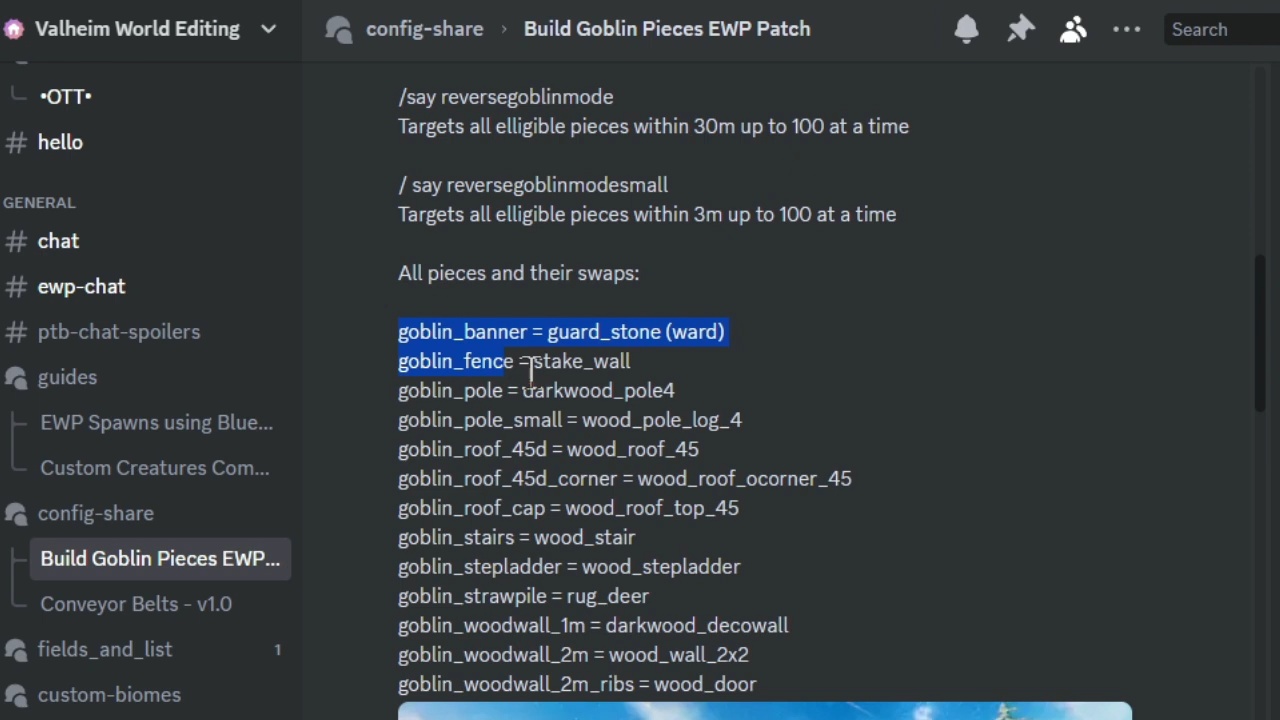 Valheim World Editing
•OTT•
# hello
GENERAL
# chat
# ewp-chat
# ptb-chat-spoilers
guides
EWP Spawns using Blue...
Custom Creatures Com...
config-share
Build Goblin Pieces EWP...
Conveyor Belts - v1.0
fields_and_list 1
custom-biomes
config-share › Build Goblin Pieces EWP Patch
Search
/say reversegoblinmode
Targets all elligible pieces within 30m up to 100 at a time
/ say reversegoblinmodesmall
Targets all elligible pieces within 3m up to 100 at a time
All pieces and their swaps:
goblin_banner = guard_stone (ward)
goblin_fence = stake_wall
goblin_pole = darkwood_pole4
goblin_pole_small = wood_pole_log_4
goblin_roof_45d = wood_roof_45
goblin_roof_45d_corner = wood_roof_ocorner_45
goblin_roof_cap = wood_roof_top_45
goblin_stairs = wood_stair
goblin_stepladder = wood_stepladder
goblin_strawpile = rug_deer
goblin_woodwall_1m = darkwood_decowall
goblin_woodwall_2m = wood_wall_2x2
goblin_woodwall_2m_ribs = wood_door